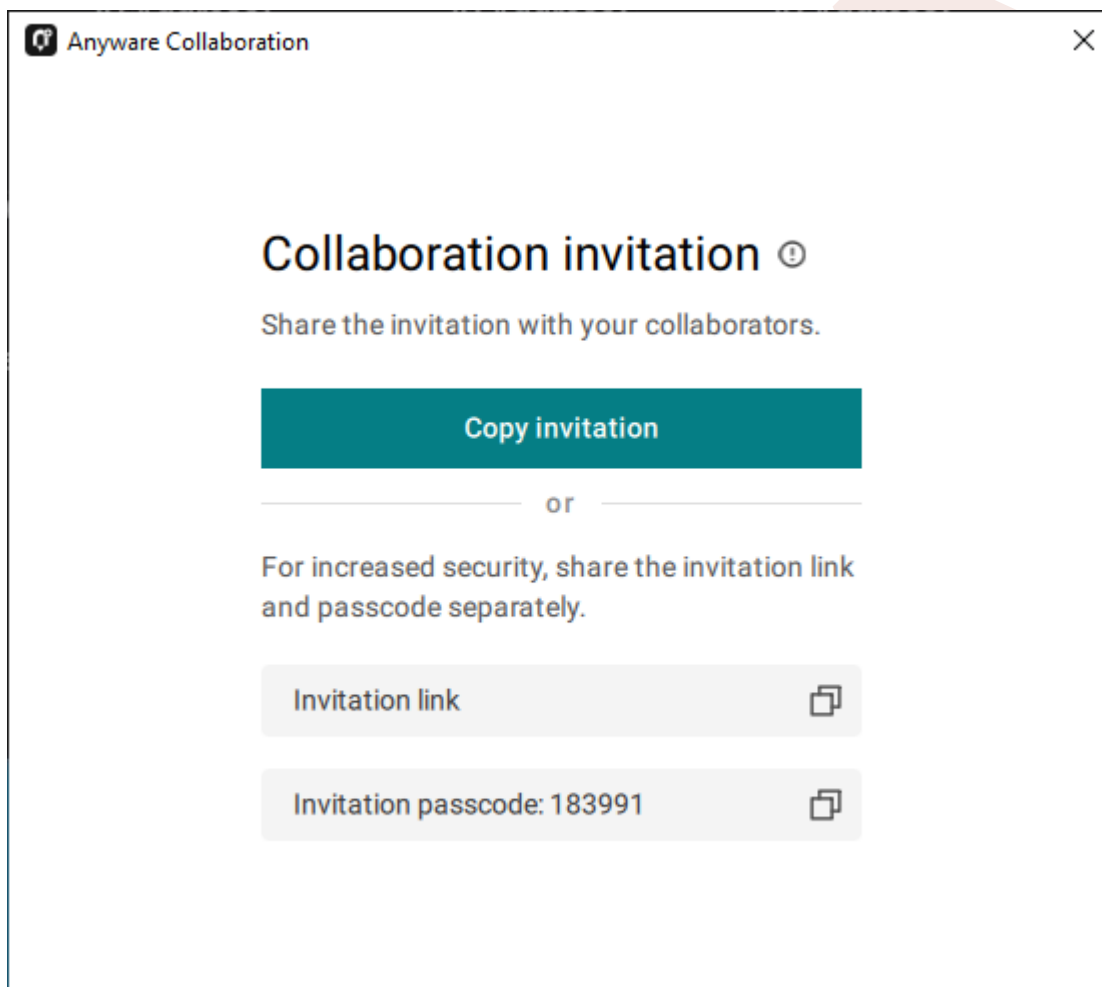 Anyware Collaboration
Collaboration invitation
Share the invitation with your collaborators.
Copy invitation
or
For increased security, share the invitation link
and passcode separately.
Invitation link
Invitation passcode: 183991